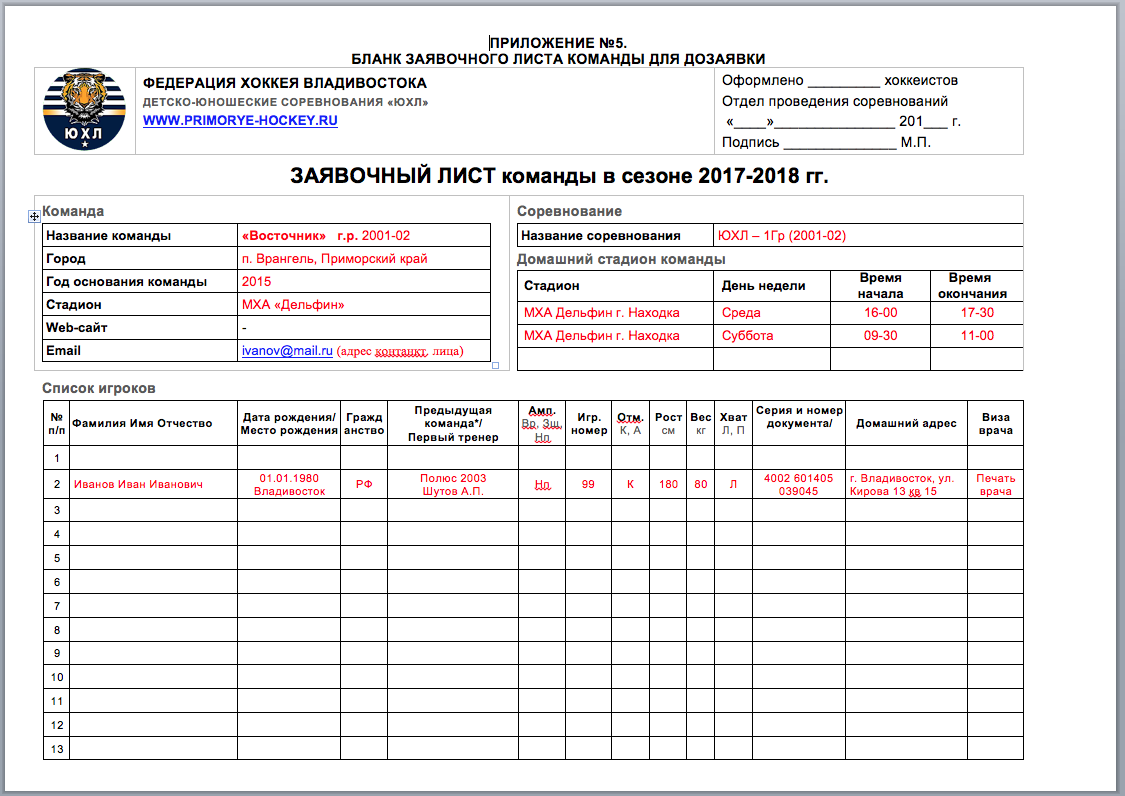 ПРИЛОЖЕНИЕ №5.
БЛАНК ЗАЯВОЧНОГО ЛИСТА КОМАНДЫ ДЛЯ ДОЗАЯВКИ
ЮХЛ
ФЕДЕРАЦИЯ ХОККЕЯ ВЛАДИВОСТОКА
ДЕТСКО-ЮНОШЕСКИЕ СОРЕВНОВАНИЯ «ЮХЛ»
WWW.PRIMORYE-HOCKEY.RU
Оформлено __________ хоккеистов
Отдел проведения соревнований
«____»________________ 201___ г.
Подпись _______________ М.П.
ЗАЯВОЧНЫЙ ЛИСТ команды в сезоне 2017-2018 гг.
Команда
Название команды «Восточник» г.р. 2001-02
Город п. Врангель, Приморский край
Год основания команды 2015
Стадион МХА «Дельфин»
Web-сайт -
Email ivanov@mail.ru (адрес контанкт. лица)
Соревнование
Название соревнования ЮХЛ – 1Гр (2001-02)
Домашний стадион команды
Стадион День недели Время начала Время окончания
МХА Дельфин г. Находка Среда 16-00 17-30
МХА Дельфин г. Находка Суббота 09-30 11-00
Список игроков
№ п/п Фамилия Имя Отчество Дата рождения/ Место рождения Гражд анство Предыдущая команда*/ Первый тренер Амп. Вр, Зщ, Нп Игр. номер Отм. К, А Рост см Вес кг Хват Л, П Серия и номер документа/ Домашний адрес Виза врача
1
2 Иванов Иван Иванович 01.01.1980 Владивосток РФ Полюс 2003 Шутов А.П. Нп 99 К 180 80 Л 4002 601405 039045 г. Владивосток, ул. Кирова 13 кв 15 Печать врача
3
4
5
6
7
8
9
10
11
12
13